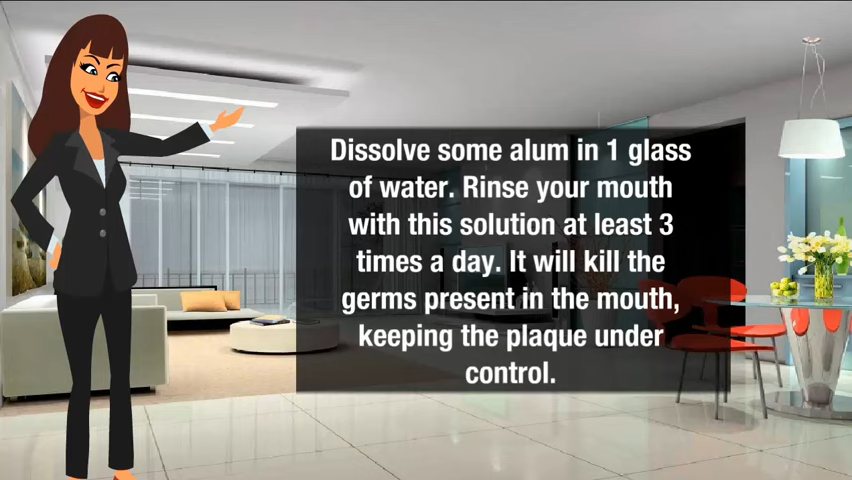 Dissolve some alum in 1 glass
of water. Rinse your mouth
with this solution at least 3
times a day. It will kill the
germs present in the mouth,
keeping the plaque under
control.